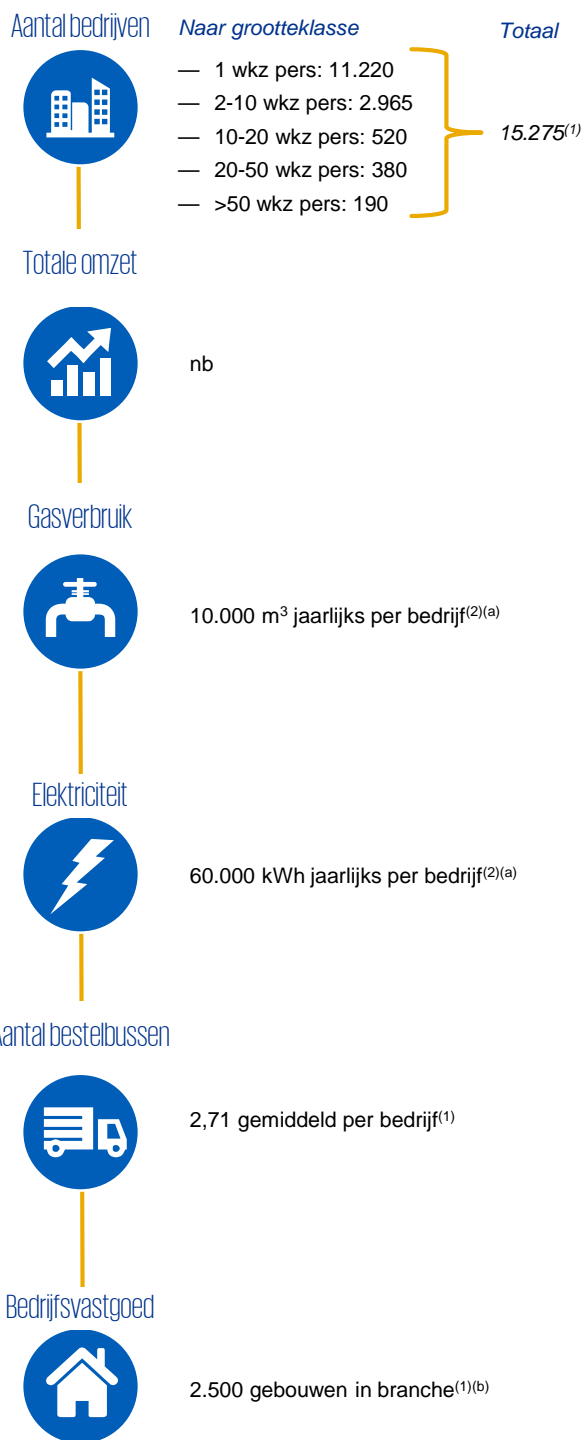 Aantal bedrijven
Naar grootteklasse
Totaal
— 1 wkz pers: 11.220
— 2-10 wkz pers: 2.965
— 10-20 wkz pers: 520
— 20-50 wkz pers: 380
— >50 wkz pers: 190
15.275(1)
Totale omzet
nb
Gasverbruik
10.000 m³ jaarlijks per bedrijf(2)(a)
Elektriciteit
60.000 kWh jaarlijks per bedrijf(2)(a)
Aantal bestelbussen
2,71 gemiddeld per bedrijf(1)
Bedrijfsvastgoed
2.500 gebouwen in branche(1)(b)